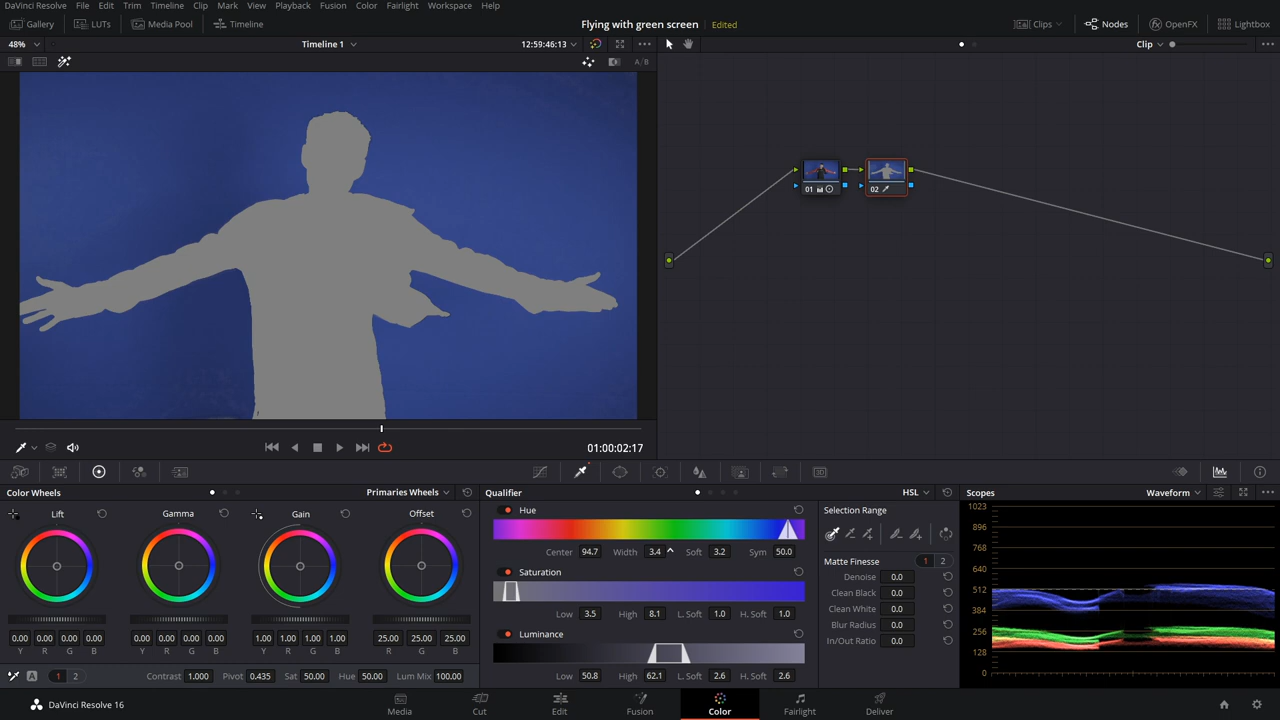 DaVinci Resolve File Edit Trim Timeline Clip Mark View Playback Fusion Color Fairlight Workspace Help
Gallery LUTs Media Pool Timeline Flying with green screen Edited Clips Nodes OpenFX Lightbox
48% Timeline 1 12:59:46:13 Clip
A/B
01 02
01:00:02:17
Color Wheels Primaries Wheels Qualifier HSL Scopes Waveform
Lift Gamma Gain Offset
0.00 0.00 0.00 0.00 0.00 0.00 0.00 0.00 1.00 1.00 1.00 1.00 25.00 25.00 25.00
Y R G B Y R G B Y R G B R G B
A 1 2 Contrast 1.000 Pivot 0.435 Sat 50.00 Hue 50.00 Lum Mix 100.00
Hue
Center 94.7 Width 3.4 Soft 3.2 Sym 50.0
Saturation
Low 3.5 High 8.1 L. Soft 1.0 H. Soft 1.0
Luminance
Low 50.8 High 62.1 L. Soft 2.6 H. Soft 2.6
Selection Range
Matte Finesse 1 2
Denoise 0.0
Clean Black 0.0
Clean White 0.0
Blur Radius 0.0
In/Out Ratio 0.0
1023
896
768
640
512
384
256
128
0
DaVinci Resolve 16 Media Cut Edit Fusion Color Fairlight Deliver